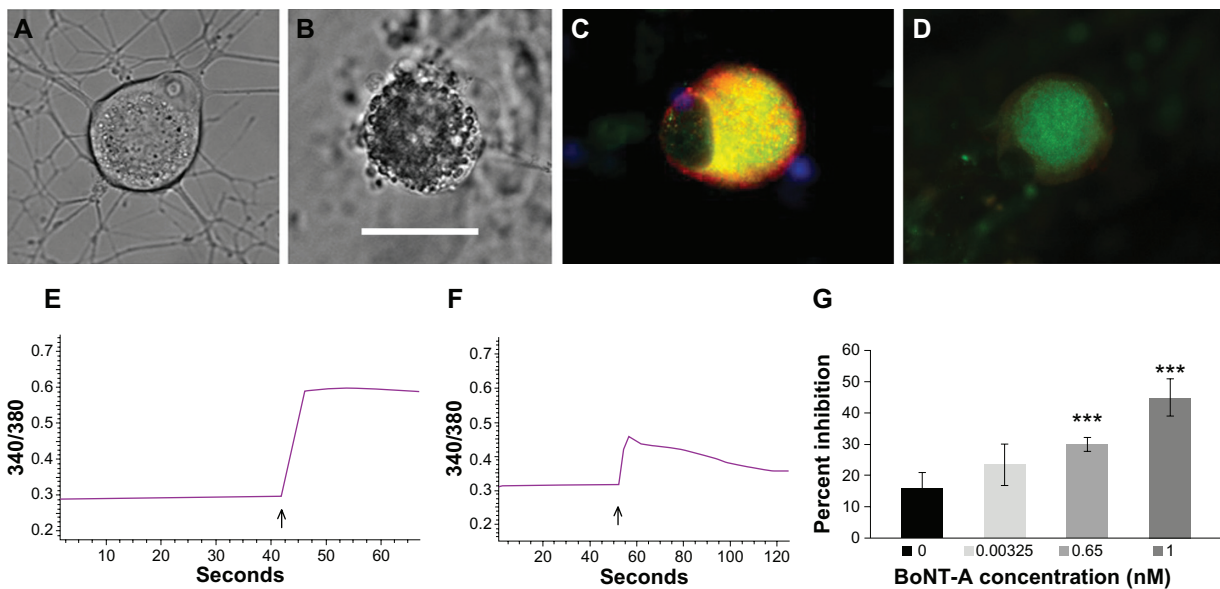 A
B
C
D
E
0.7
0.6
0.5
0.4
0.3
0.2
340/380
10 20 30 40 50 60
Seconds
F
0.7
0.6
0.5
0.4
0.3
0.2
340/380
20 40 60 80 100 120
Seconds
G
60
50
40
30
20
10
0
Percent inhibition
***
***
0 0.00325 0.65 1
BoNT-A concentration (nM)